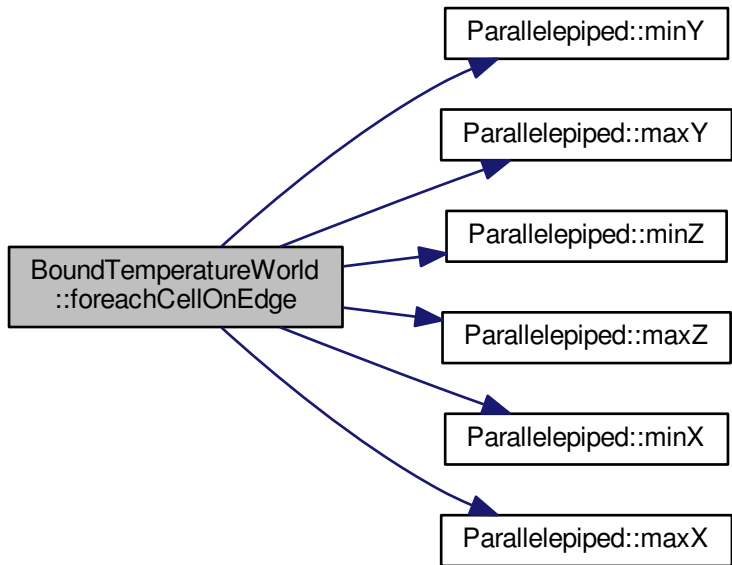 Parallelepiped::minY
Parallelepiped::maxY
Parallelepiped::minZ
BoundTemperatureWorld
::foreachCellOnEdge
Parallelepiped::maxZ
Parallelepiped::minX
Parallelepiped::maxX